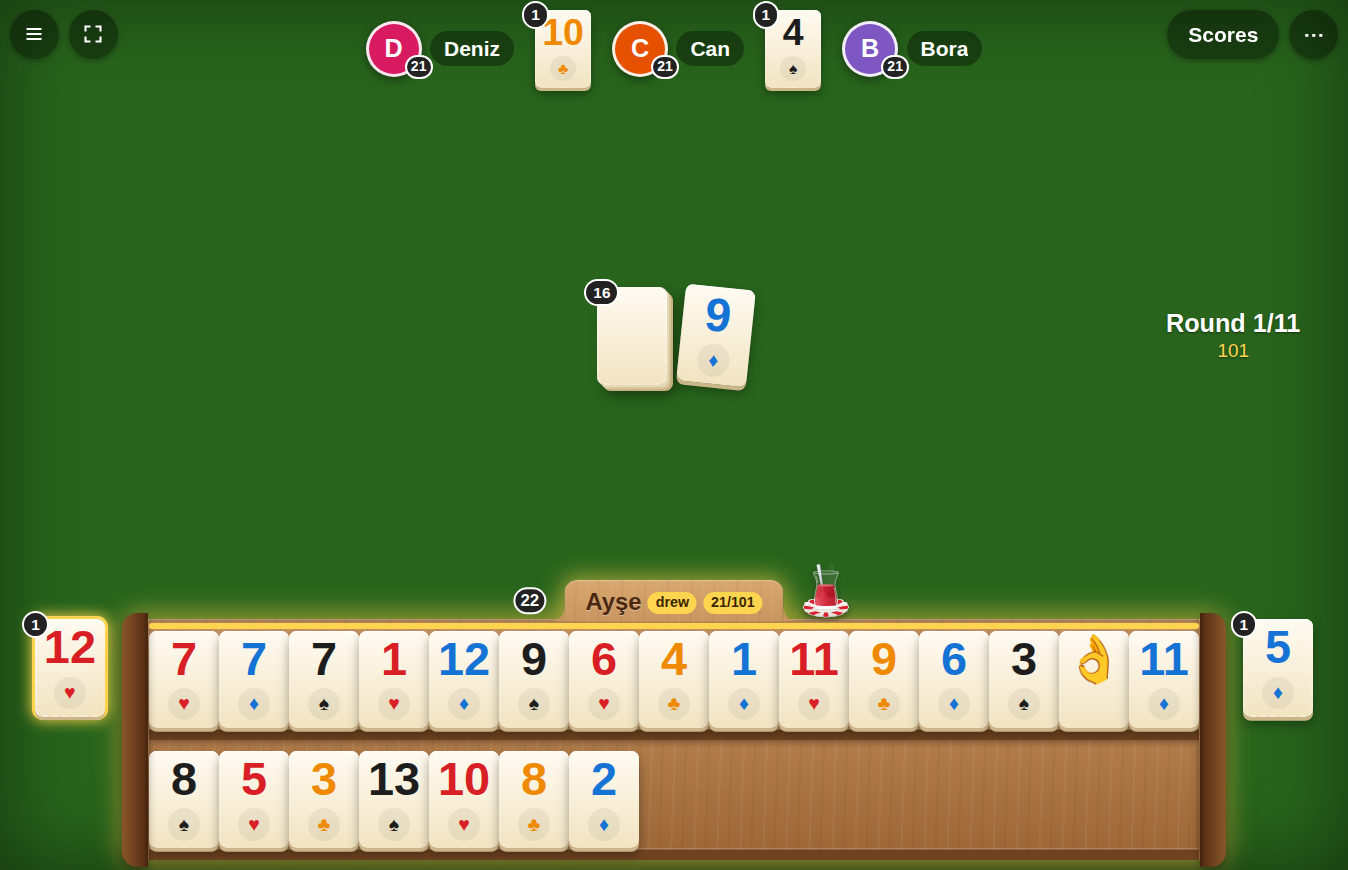 D
21
Deniz
1
10
♣
C
21
Can
1
4
♠
B
21
Bora
Scores
...
16
9
♦
Round 1/11
101
22
Ayşe drew 21/101
1
12
♥
7 7 7 1 12 9 6 4 1 11 9 6 3 11
♥ ♦ ♠ ♥ ♦ ♠ ♥ ♣ ♦ ♥ ♣ ♦ ♠ ♦
1
5
♦
8 5 3 13 10 8 2
♠ ♥ ♣ ♠ ♥ ♣ ♦